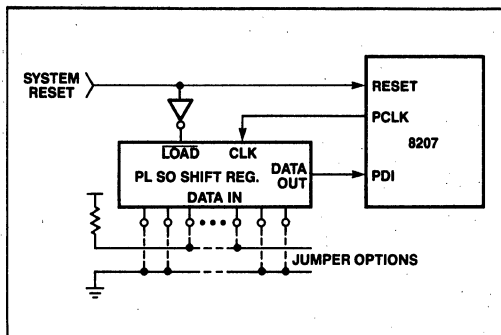 SYSTEM
RESET
RESET
PCLK
8207
LOAD CLK
DATA
OUT
PL SO SHIFT REG.
PDI
DATA IN
JUMPER OPTIONS